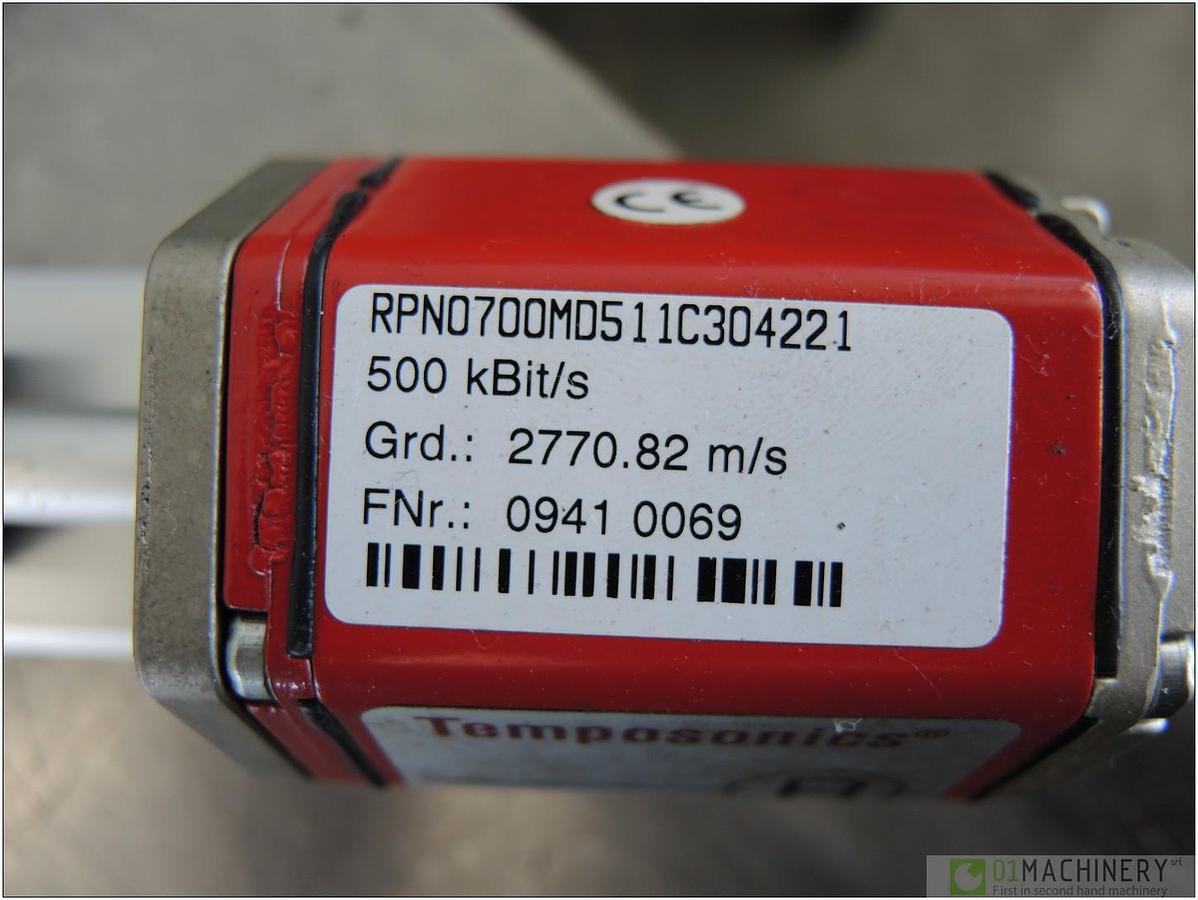 CE
RPN0700MD511C304221
500 kBit/s
Grd.: 2770.82 m/s
FNr.: 0941 0069
Temposonics®
01MACHINERY srl
First in second hand machinery